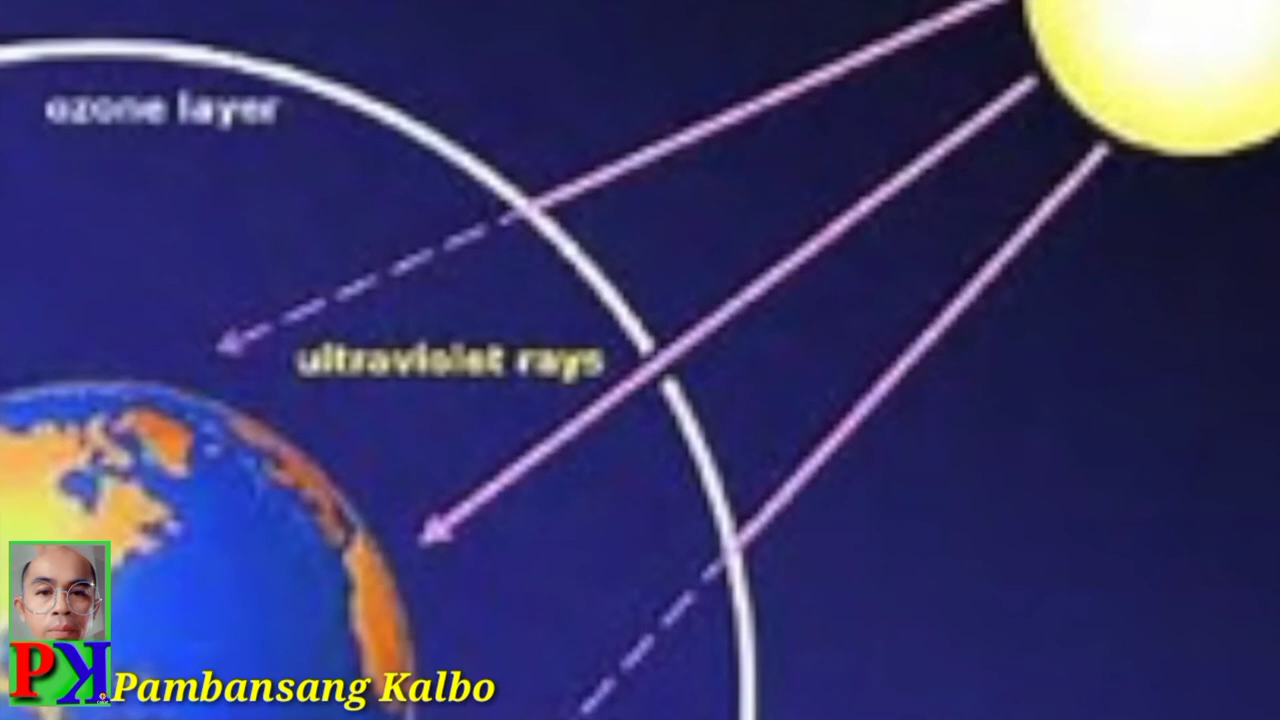 ozone layer
ultraviolet rays
PK
Pambansang Kalbo